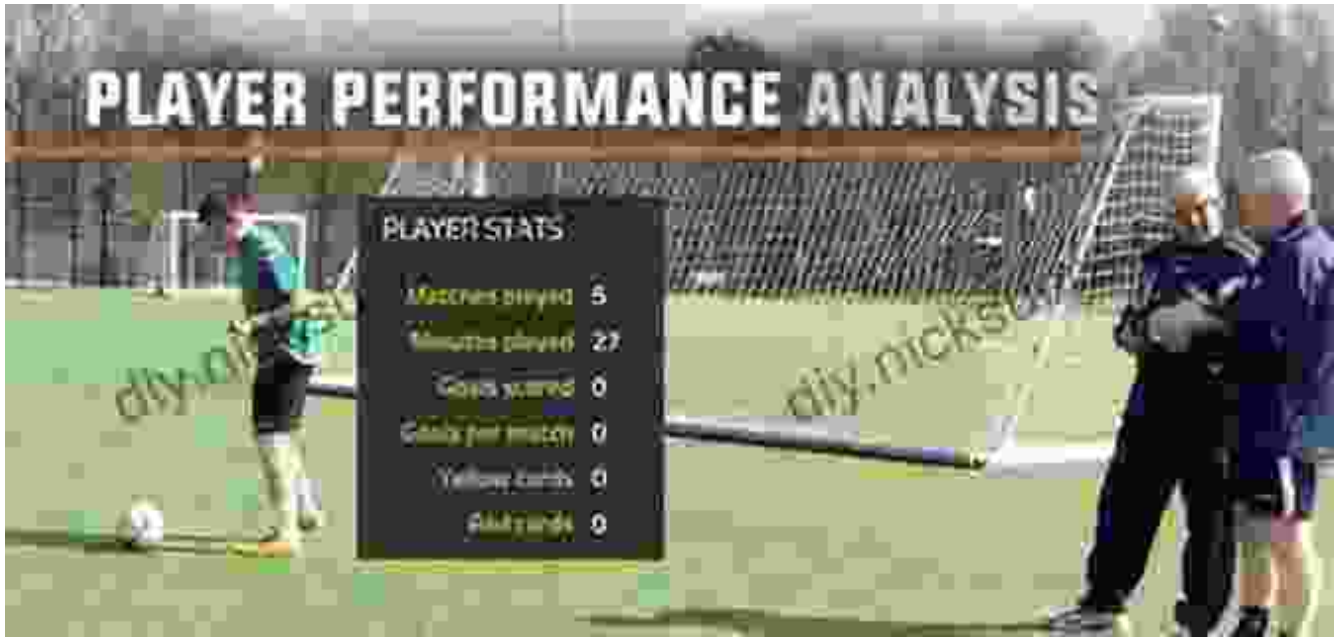 PLAYER PERFORMANCE ANALYSIS
PLAYER STATS
Matches played 5
Minutes played 27
Goals scored 0
Goals per match 0
Yellow cards 0
Red cards 0